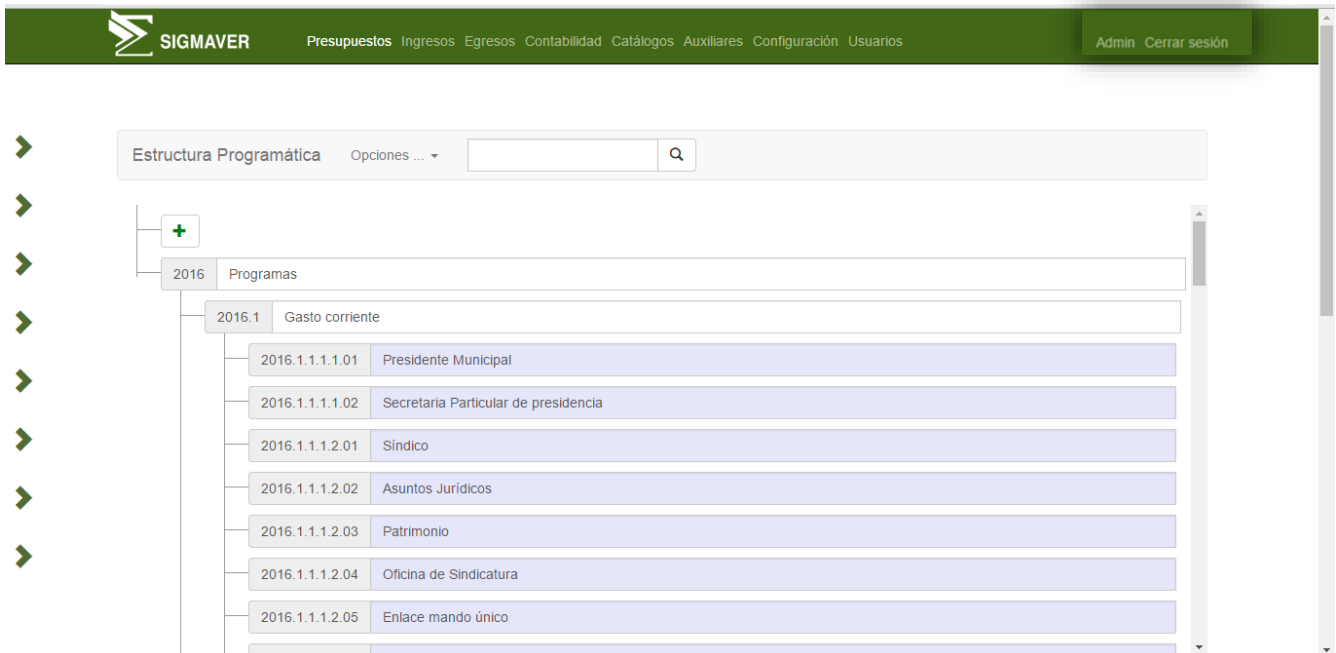 SIGMAVER Presupuestos Ingresos Egresos Contabilidad Catálogos Auxiliares Configuración Usuarios Admin Cerrar sesión
Estructura Programática Opciones ...
2016 Programas
2016.1 Gasto corriente
2016.1.1.1.1.01 Presidente Municipal
2016.1.1.1.1.02 Secretaria Particular de presidencia
2016.1.1.1.2.01 Síndico
2016.1.1.1.2.02 Asuntos Jurídicos
2016.1.1.1.2.03 Patrimonio
2016.1.1.1.2.04 Oficina de Sindicatura
2016.1.1.1.2.05 Enlace mando único